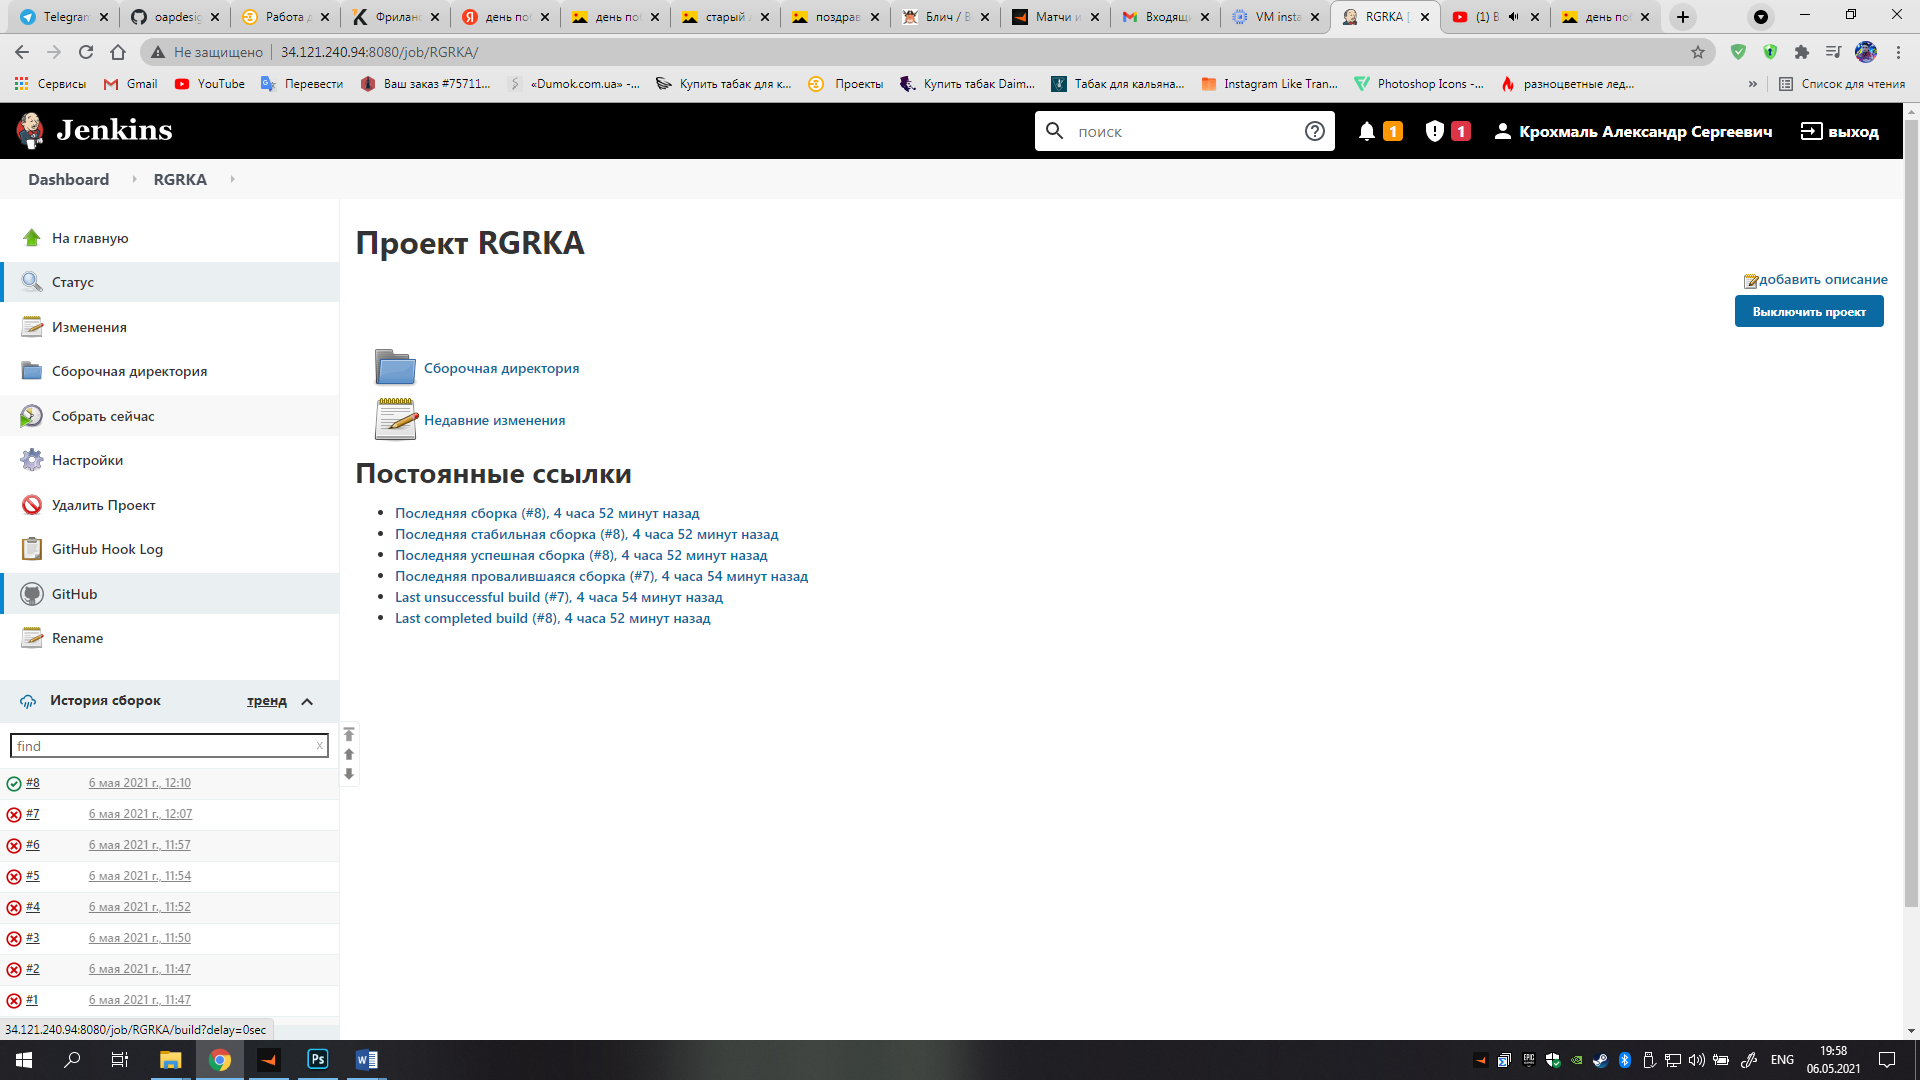 Telegram
oapdesig
Работа д
Фриланс
день поб
день поб
старый л
поздрав
Блич / B
Матчи и
Входящи
VM insta
RGRKA [
(1) B
день поб
Не защищено
34.121.240.94:8080/job/RGRKA/
Сервисы
Gmail
YouTube
Перевести
Ваш заказ #75711...
«Dumok.com.ua» -...
Купить табак для к...
Проекты
Купить табак Daim...
Табак для кальяна...
Instagram Like Tran...
Photoshop Icons -...
разноцветные лед...
»
Список для чтения
Jenkins
поиск
1
1
Крохмаль Александр Сергеевич
выход
Dashboard
RGRKA
На главную
Статус
Изменения
Сборочная директория
Собрать сейчас
Настройки
Удалить Проект
GitHub Hook Log
GitHub
Rename
Проект RGRKA
добавить описание
Выключить проект
Сборочная директория
Недавние изменения
Постоянные ссылки
Последняя сборка (#8), 4 часа 52 минут назад
Последняя стабильная сборка (#8), 4 часа 52 минут назад
Последняя успешная сборка (#8), 4 часа 52 минут назад
Последняя провалившаяся сборка (#7), 4 часа 54 минут назад
Last unsuccessful build (#7), 4 часа 54 минут назад
Last completed build (#8), 4 часа 52 минут назад
История сборок
тренд
find
x
#8 6 мая 2021 г., 12:10
#7 6 мая 2021 г., 12:07
#6 6 мая 2021 г., 11:57
#5 6 мая 2021 г., 11:54
#4 6 мая 2021 г., 11:52
#3 6 мая 2021 г., 11:50
#2 6 мая 2021 г., 11:47
#1 6 мая 2021 г., 11:47
34.121.240.94:8080/job/RGRKA/build?delay=0sec
Ps
ENG
19:58
06.05.2021